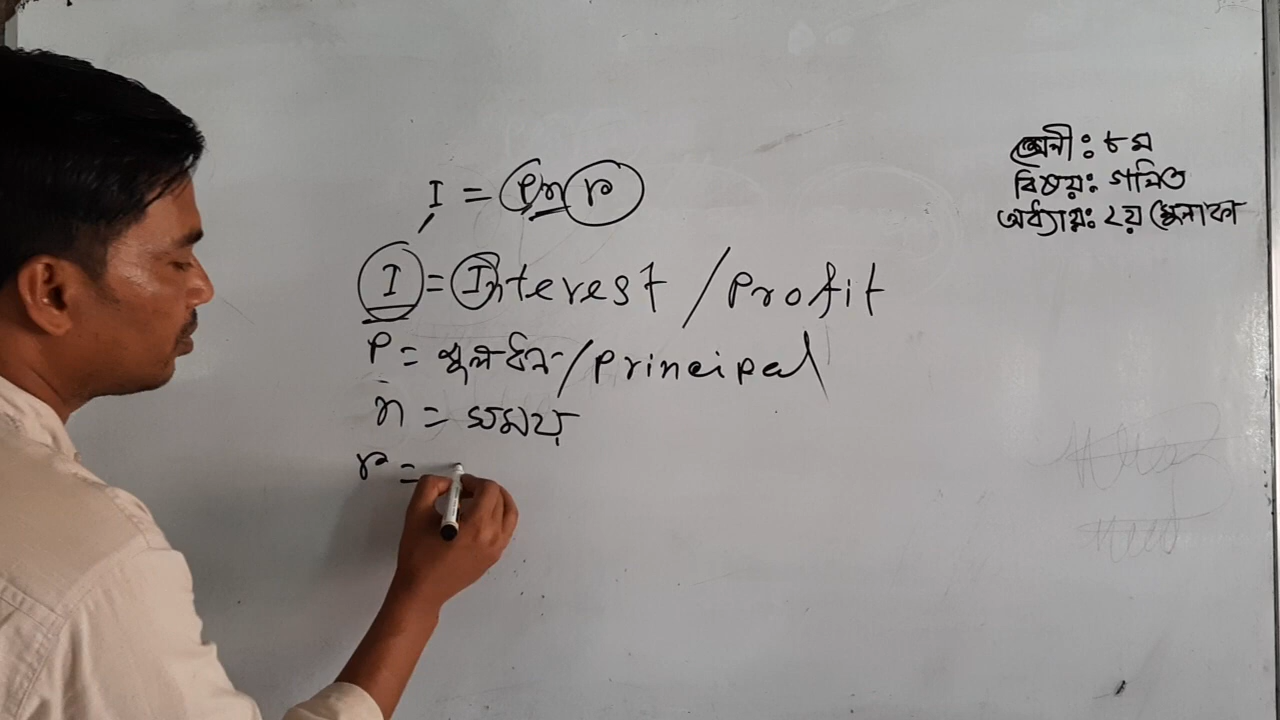 I = Pnr
I = Interest / Profit
P = মূলধন / Principal
n = সময়
r =
শ্রেনী : ৮ম
বিষয়: গণিত
অধ্যায়: ২য় মুনাফা